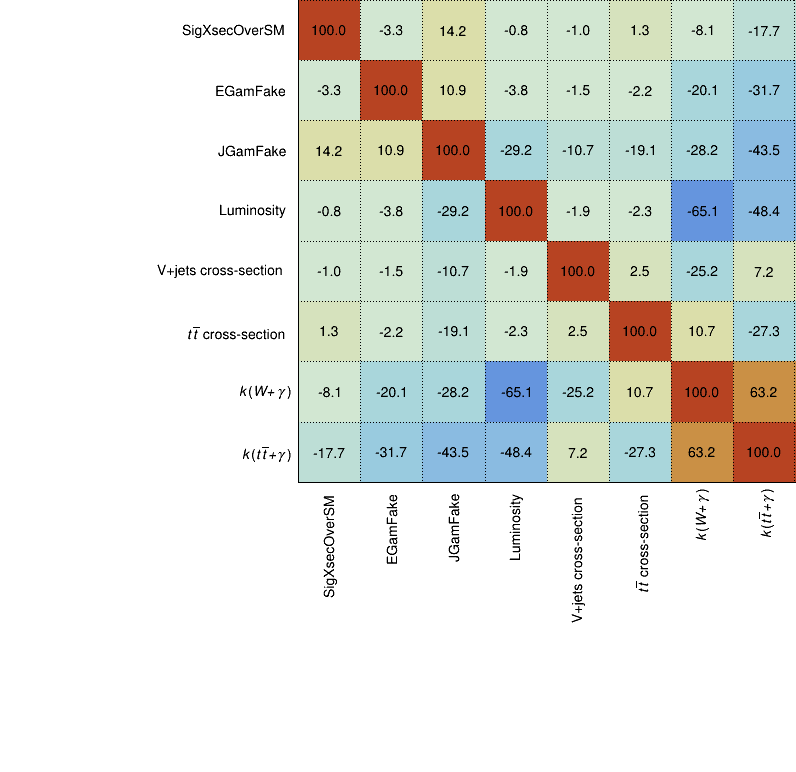 SigXsecOverSM 100.0 -3.3 14.2 -0.8 -1.0 1.3 -8.1 -17.7
EGamFake -3.3 100.0 10.9 -3.8 -1.5 -2.2 -20.1 -31.7
JGamFake 14.2 10.9 100.0 -29.2 -10.7 -19.1 -28.2 -43.5
Luminosity -0.8 -3.8 -29.2 100.0 -1.9 -2.3 -65.1 -48.4
V+jets cross-section -1.0 -1.5 -10.7 -1.9 100.0 2.5 -25.2 7.2
tt̅ cross-section 1.3 -2.2 -19.1 -2.3 2.5 100.0 10.7 -27.3
k(W+γ) -8.1 -20.1 -28.2 -65.1 -25.2 10.7 100.0 63.2
k(tt̅+γ) -17.7 -31.7 -43.5 -48.4 7.2 -27.3 63.2 100.0
SigXsecOverSM
EGamFake
JGamFake
Luminosity
V+jets cross-section
tt̅ cross-section
k(W+γ)
k(tt̅+γ)